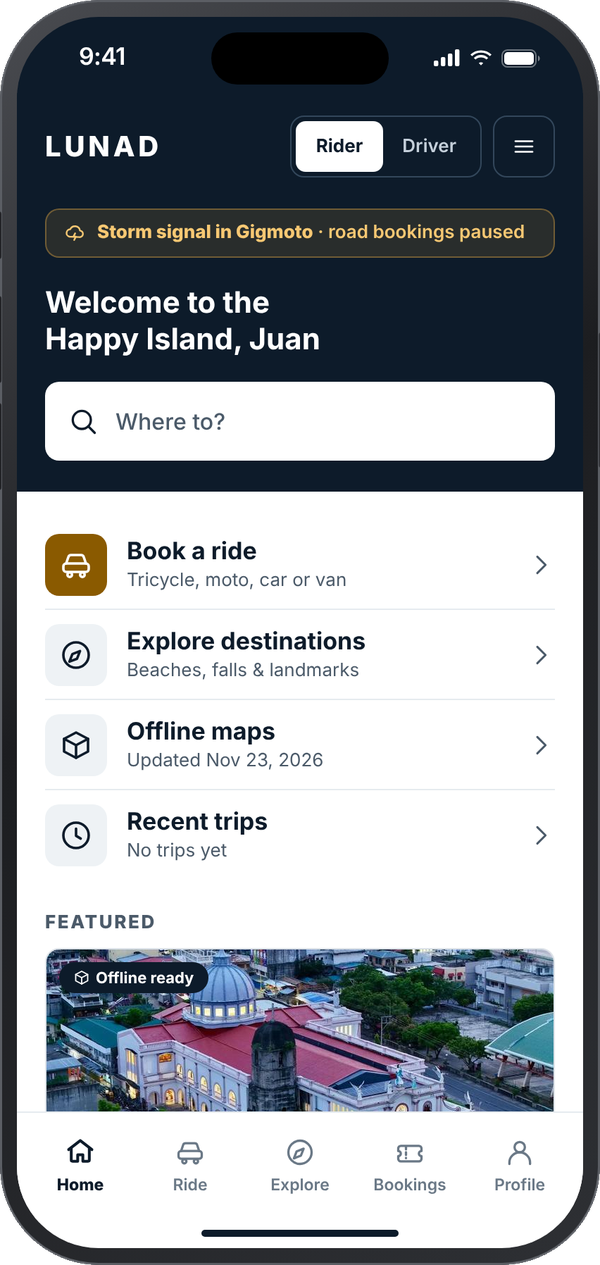 9:41
LUNAD
Rider
Driver
Storm signal in Gigmoto · road bookings paused
Welcome to the
Happy Island, Juan
Where to?
Book a ride
Tricycle, moto, car or van
Explore destinations
Beaches, falls & landmarks
Offline maps
Updated Nov 23, 2026
Recent trips
No trips yet
FEATURED
Offline ready
Home
Ride
Explore
Bookings
Profile